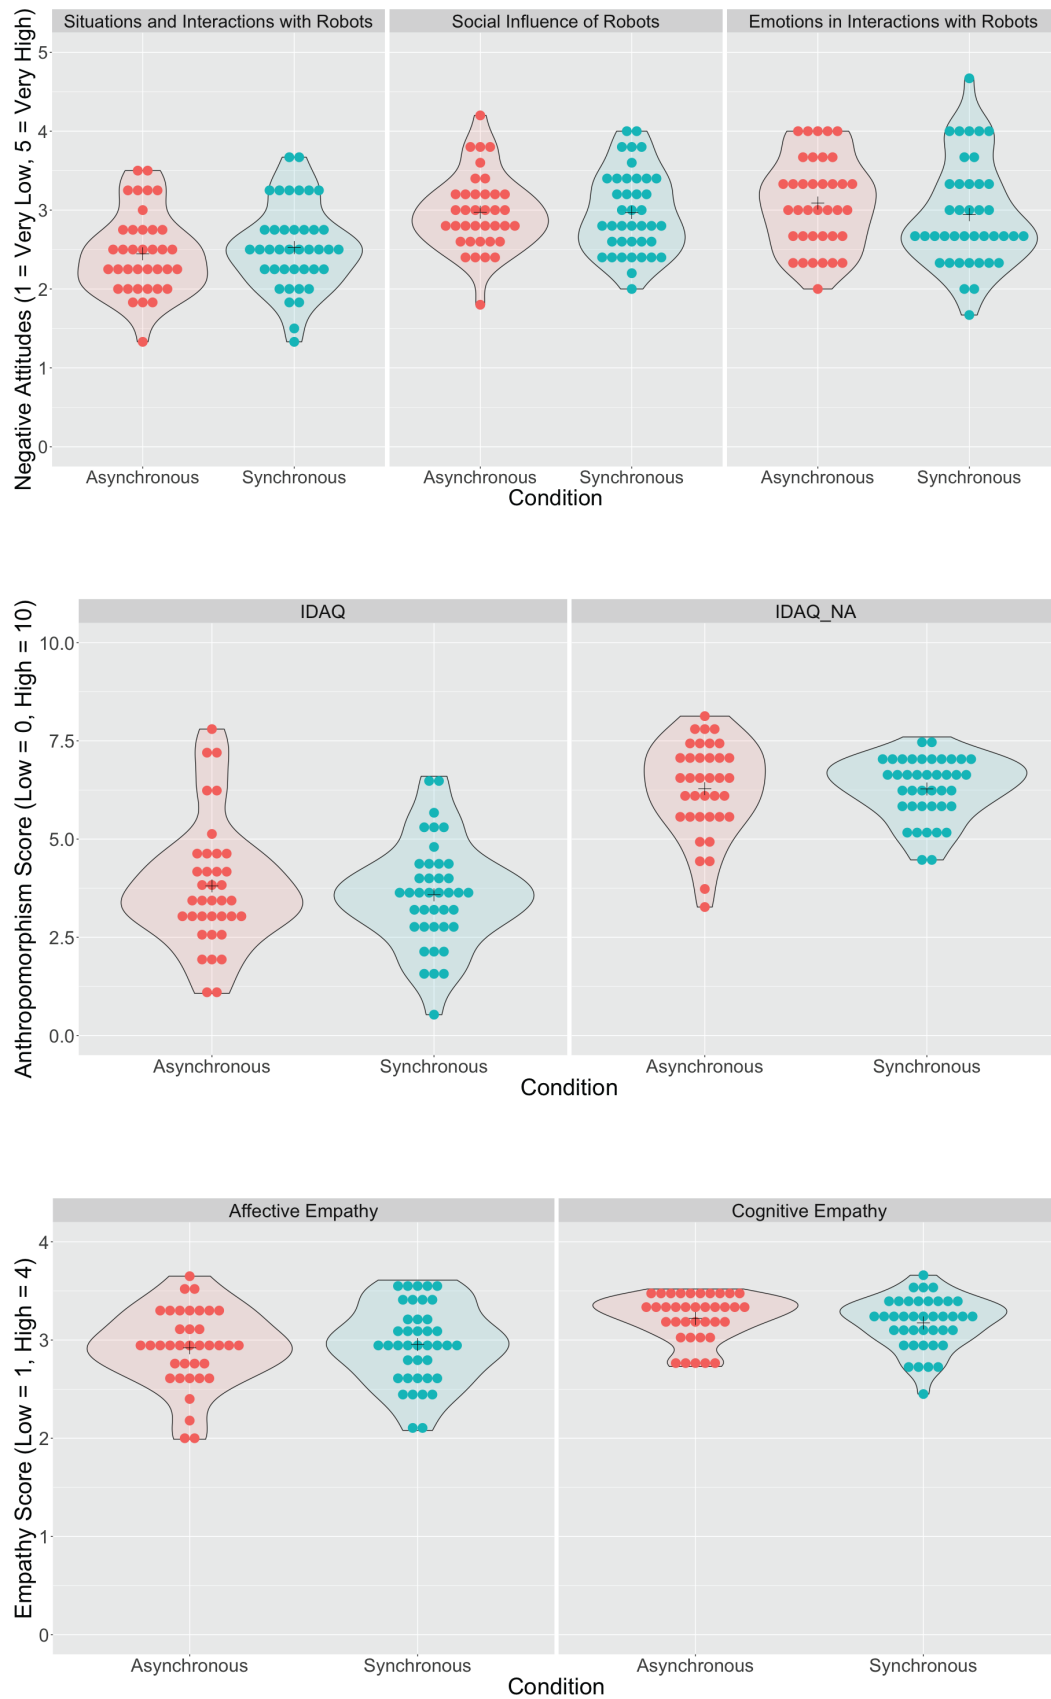 Situations and Interactions with Robots
Social Influence of Robots
Emotions in Interactions with Robots
Negative Attitudes (1 = Very Low, 5 = Very High)
5
4
3
2
1
0
Asynchronous
Synchronous
Asynchronous
Synchronous
Asynchronous
Synchronous
Condition
IDAQ
IDAQ_NA
Anthropomorphism Score (Low = 0, High = 10)
10.0
7.5
5.0
2.5
0.0
Asynchronous
Synchronous
Asynchronous
Synchronous
Condition
Affective Empathy
Cognitive Empathy
Empathy Score (Low = 1, High = 4)
4
3
2
1
0
Asynchronous
Synchronous
Asynchronous
Synchronous
Condition